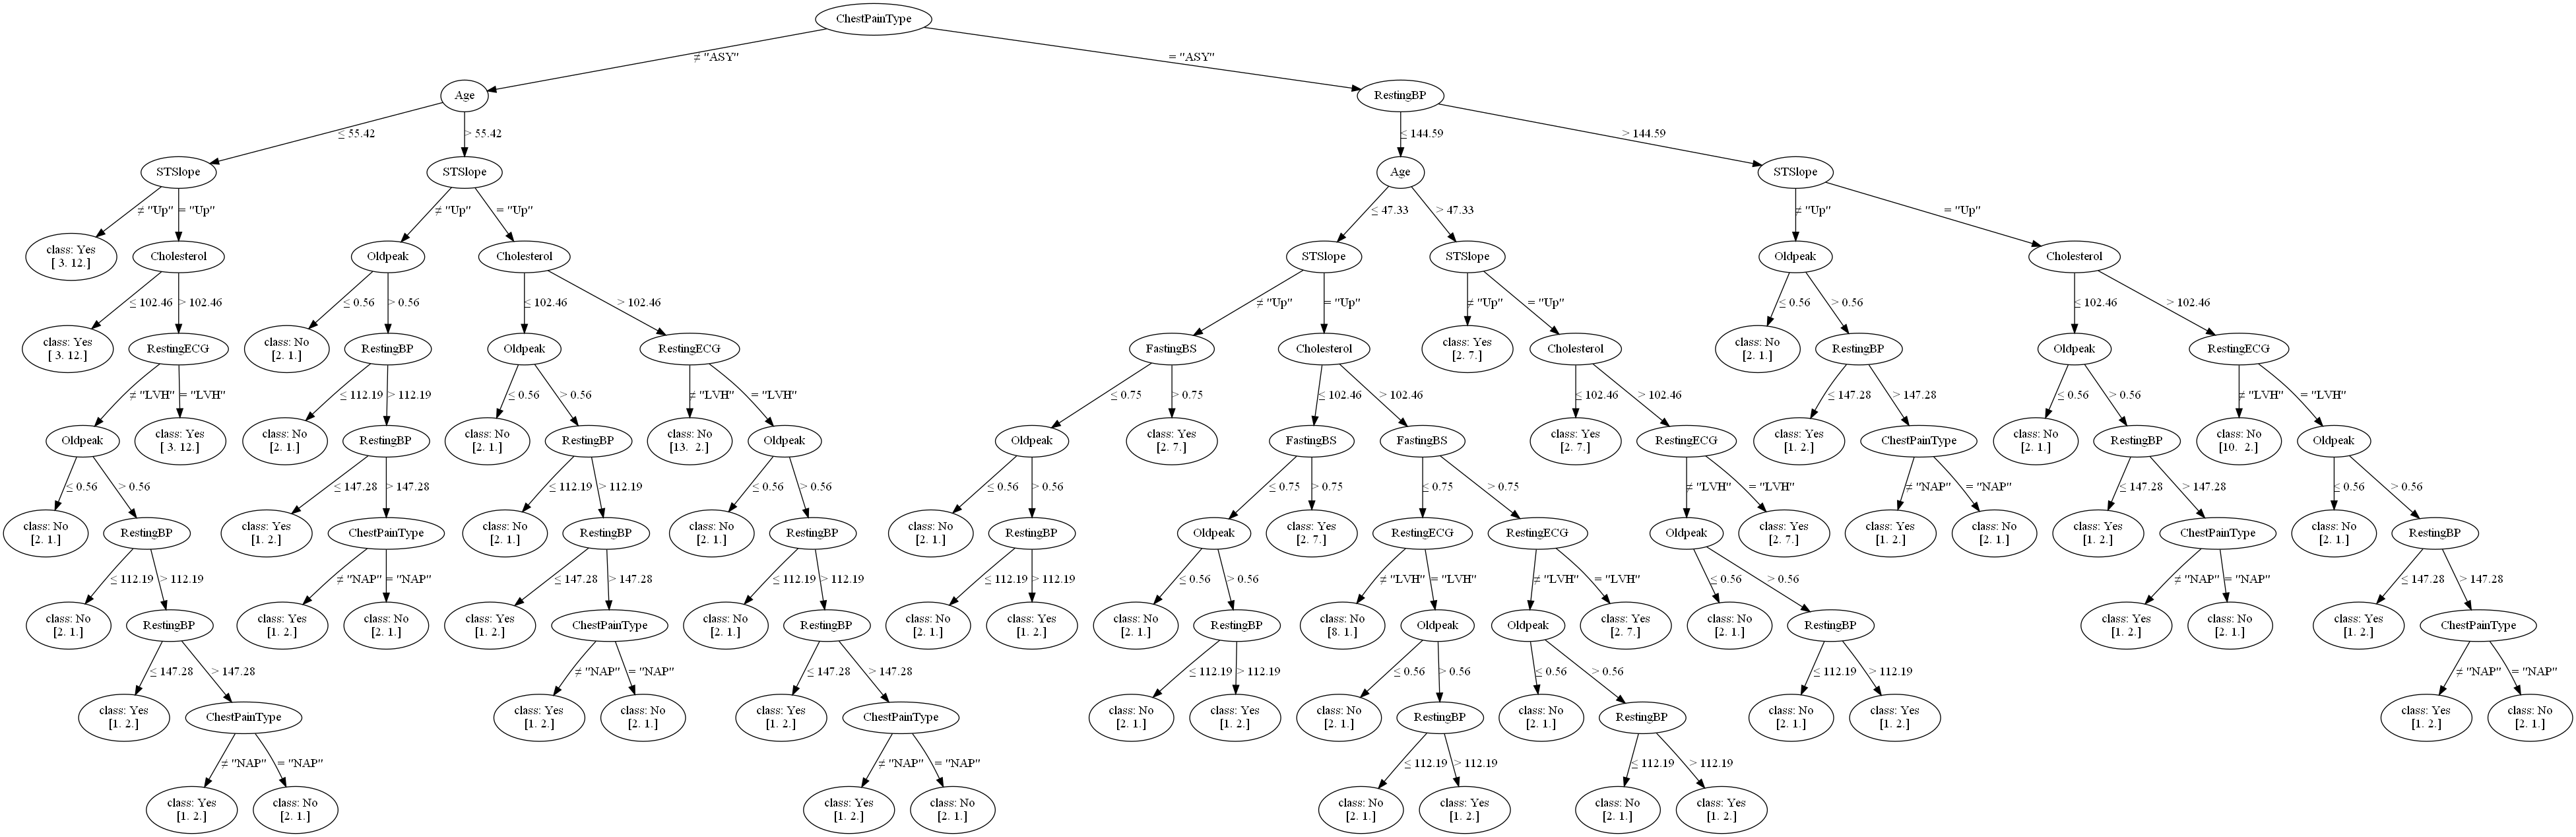 ChestPainType
≠ "ASY"
= "ASY"
Age
RestingBP
≤ 55.42
> 55.42
≤ 144.59
> 144.59
STSlope
STSlope
Age
STSlope
≠ "Up"
= "Up"
≠ "Up"
= "Up"
≤ 47.33
> 47.33
≠ "Up"
= "Up"
class: Yes
[ 3. 12.]
Cholesterol
Oldpeak
Cholesterol
STSlope
STSlope
Oldpeak
Cholesterol
≤ 102.46
> 102.46
≤ 0.56
> 0.56
≤ 102.46
> 102.46
≠ "Up"
= "Up"
≠ "Up"
= "Up"
≤ 0.56
> 0.56
≤ 102.46
> 102.46
class: Yes
[ 3. 12.]
RestingECG
class: No
[2. 1.]
RestingBP
Oldpeak
RestingECG
FastingBS
Cholesterol
class: Yes
[2. 7.]
Cholesterol
class: No
[2. 1.]
RestingBP
Oldpeak
RestingECG
≠ "LVH"
= "LVH"
≤ 112.19
> 112.19
≤ 0.56
> 0.56
≠ "LVH"
= "LVH"
≤ 0.75
> 0.75
≤ 102.46
> 102.46
≤ 102.46
> 102.46
≤ 147.28
> 147.28
≤ 0.56
> 0.56
≠ "LVH"
= "LVH"
Oldpeak
class: Yes
[ 3. 12.]
class: No
[2. 1.]
RestingBP
class: No
[2. 1.]
RestingBP
class: No
[13.  2.]
Oldpeak
Oldpeak
class: Yes
[2. 7.]
FastingBS
FastingBS
class: Yes
[2. 7.]
RestingECG
class: Yes
[1. 2.]
ChestPainType
class: No
[2. 1.]
RestingBP
class: No
[10.  2.]
Oldpeak
≤ 0.56
> 0.56
≤ 147.28
> 147.28
≤ 112.19
> 112.19
≤ 0.56
> 0.56
≤ 0.56
> 0.56
≤ 0.75
> 0.75
≤ 0.75
> 0.75
≠ "LVH"
= "LVH"
≠ "NAP"
= "NAP"
≤ 147.28
> 147.28
≤ 0.56
> 0.56
class: No
[2. 1.]
RestingBP
class: Yes
[1. 2.]
ChestPainType
class: No
[2. 1.]
RestingBP
class: No
[2. 1.]
RestingBP
class: No
[2. 1.]
RestingBP
Oldpeak
class: Yes
[2. 7.]
RestingECG
RestingECG
Oldpeak
class: Yes
[2. 7.]
class: Yes
[1. 2.]
class: No
[2. 1.]
class: Yes
[1. 2.]
ChestPainType
class: No
[2. 1.]
RestingBP
≤ 112.19
> 112.19
≠ "NAP"
= "NAP"
≤ 147.28
> 147.28
≤ 112.19
> 112.19
≤ 112.19
> 112.19
≤ 0.56
> 0.56
≠ "LVH"
= "LVH"
≠ "LVH"
= "LVH"
≤ 0.56
> 0.56
≠ "NAP"
= "NAP"
≤ 147.28
> 147.28
class: No
[2. 1.]
RestingBP
class: Yes
[1. 2.]
class: No
[2. 1.]
class: Yes
[1. 2.]
ChestPainType
class: No
[2. 1.]
RestingBP
class: No
[2. 1.]
class: Yes
[1. 2.]
class: No
[2. 1.]
RestingBP
class: No
[8. 1.]
Oldpeak
Oldpeak
class: Yes
[2. 7.]
class: No
[2. 1.]
RestingBP
class: Yes
[1. 2.]
class: No
[2. 1.]
class: Yes
[1. 2.]
ChestPainType
≤ 147.28
> 147.28
≠ "NAP"
= "NAP"
≤ 147.28
> 147.28
≤ 112.19
> 112.19
≤ 0.56
> 0.56
≤ 0.56
> 0.56
≤ 112.19
> 112.19
≠ "NAP"
= "NAP"
class: Yes
[1. 2.]
ChestPainType
class: Yes
[1. 2.]
class: No
[2. 1.]
class: Yes
[1. 2.]
ChestPainType
class: No
[2. 1.]
class: Yes
[1. 2.]
class: No
[2. 1.]
RestingBP
class: No
[2. 1.]
RestingBP
class: No
[2. 1.]
class: Yes
[1. 2.]
class: Yes
[1. 2.]
class: No
[2. 1.]
≠ "NAP"
= "NAP"
≠ "NAP"
= "NAP"
≤ 112.19
> 112.19
≤ 112.19
> 112.19
class: Yes
[1. 2.]
class: No
[2. 1.]
class: Yes
[1. 2.]
class: No
[2. 1.]
class: No
[2. 1.]
class: Yes
[1. 2.]
class: No
[2. 1.]
class: Yes
[1. 2.]